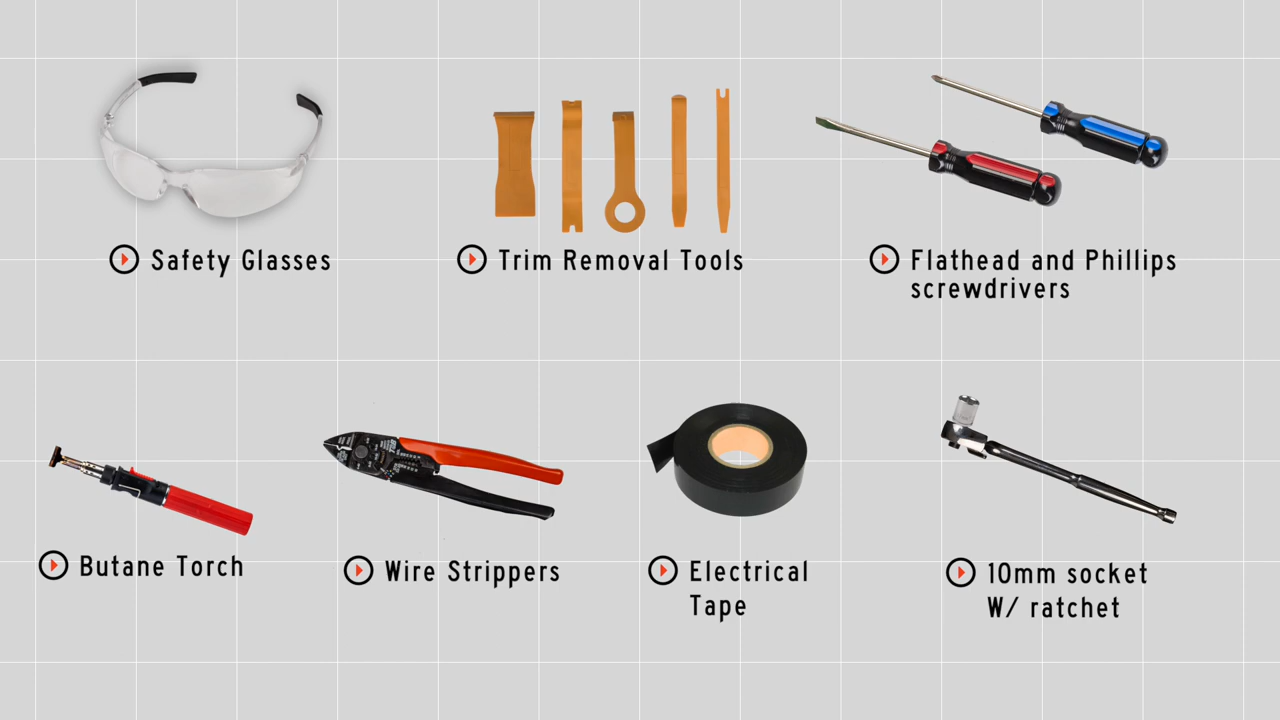 Safety Glasses
Trim Removal Tools
Flathead and Phillips
screwdrivers
Butane Torch
Wire Strippers
Electrical
Tape
10mm socket
W/ ratchet